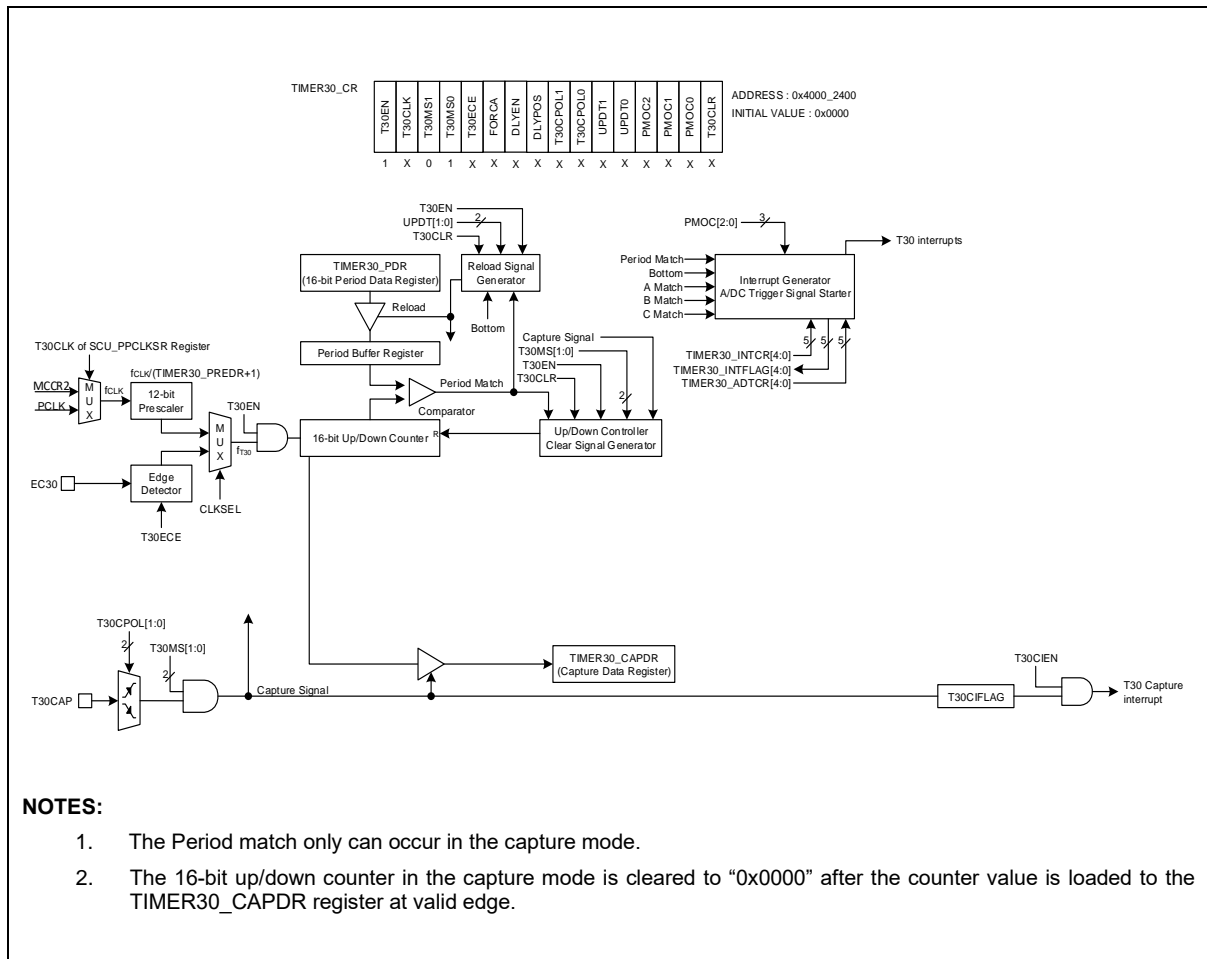 TIMER30_CR
T30EN
T30CLK
T30MS1
T30MS0
T30ECE
FORCA
DLYEN
DLYPOS
T30CPOL1
T30CPOL0
UPDT1
UPDT0
PMOC2
PMOC1
PMOC0
T30CLR
ADDRESS : 0x4000_2400
INITIAL VALUE : 0x0000
1 X 0 1 X X X X X X X X X X X X
T30EN
UPDT[1:0]
2
T30CLR
PMOC[2:0]
3
T30 interrupts
TIMER30_PDR
(16-bit Period Data Register)
Reload Signal
Generator
Period Match
Bottom
A Match
B Match
C Match
Interrupt Generator
A/DC Trigger Signal Starter
Reload
Bottom
Period Buffer Register
Capture Signal
T30MS[1:0]
T30EN
T30CLR
2
5
5
5
TIMER30_INTCR[4:0]
TIMER30_INTFLAG[4:0]
TIMER30_ADTCR[4:0]
T30CLK of SCU_PPCLKSR Register
MCCR2
PCLK
M
U
X
fCLK
fCLK/(TIMER30_PREDR+1)
12-bit
Prescaler
T30EN
M
U
X
fT30
Period Match
Comparator
16-bit Up/Down Counter
R
Up/Down Controller
Clear Signal Generator
EC30
Edge
Detector
CLKSEL
T30ECE
T30CPOL[1:0]
2
T30MS[1:0]
2
T30CAP
Capture Signal
TIMER30_CAPDR
(Capture Data Register)
T30CIEN
T30CIFLAG
T30 Capture
interrupt
NOTES:
1. The Period match only can occur in the capture mode.
2. The 16-bit up/down counter in the capture mode is cleared to “0x0000” after the counter value is loaded to the
TIMER30_CAPDR register at valid edge.